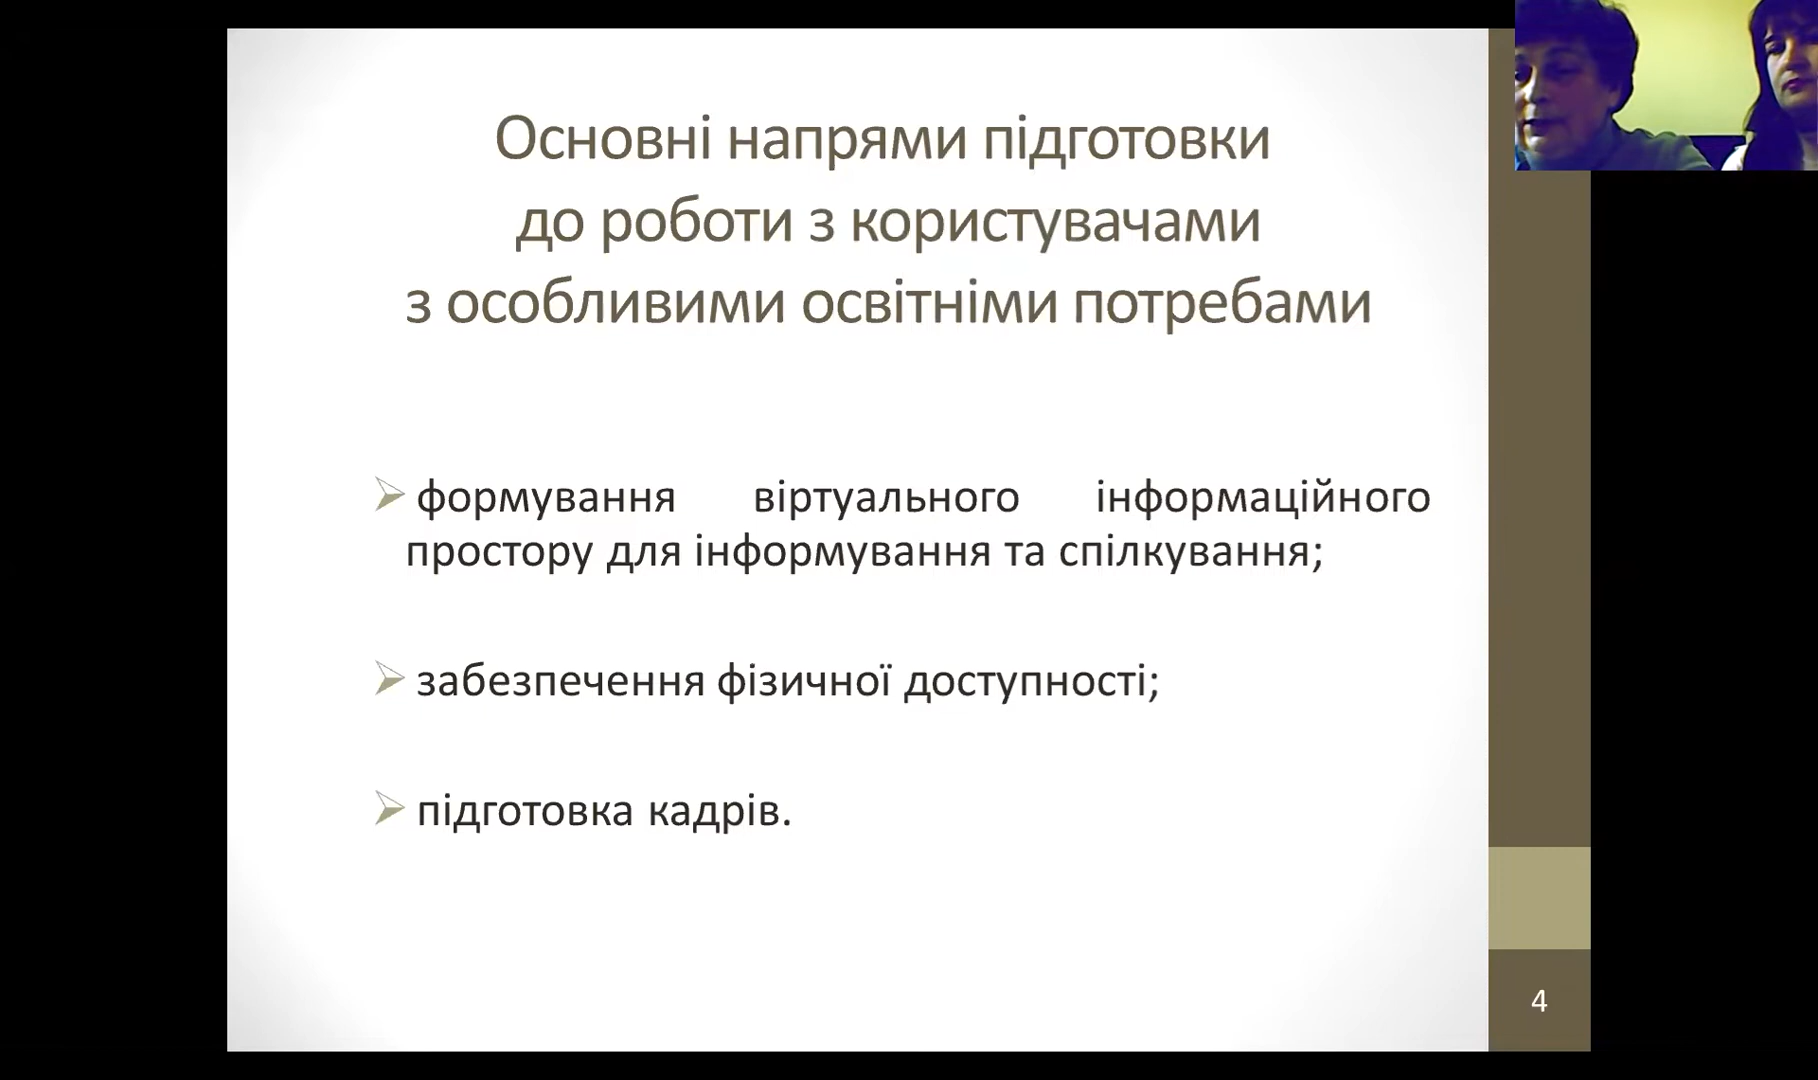 Основні напрями підготовки
до роботи з користувачами
з особливими освітніми потребами
формування віртуального інформаційного
простору для інформування та спілкування;
забезпечення фізичної доступності;
підготовка кадрів.
4